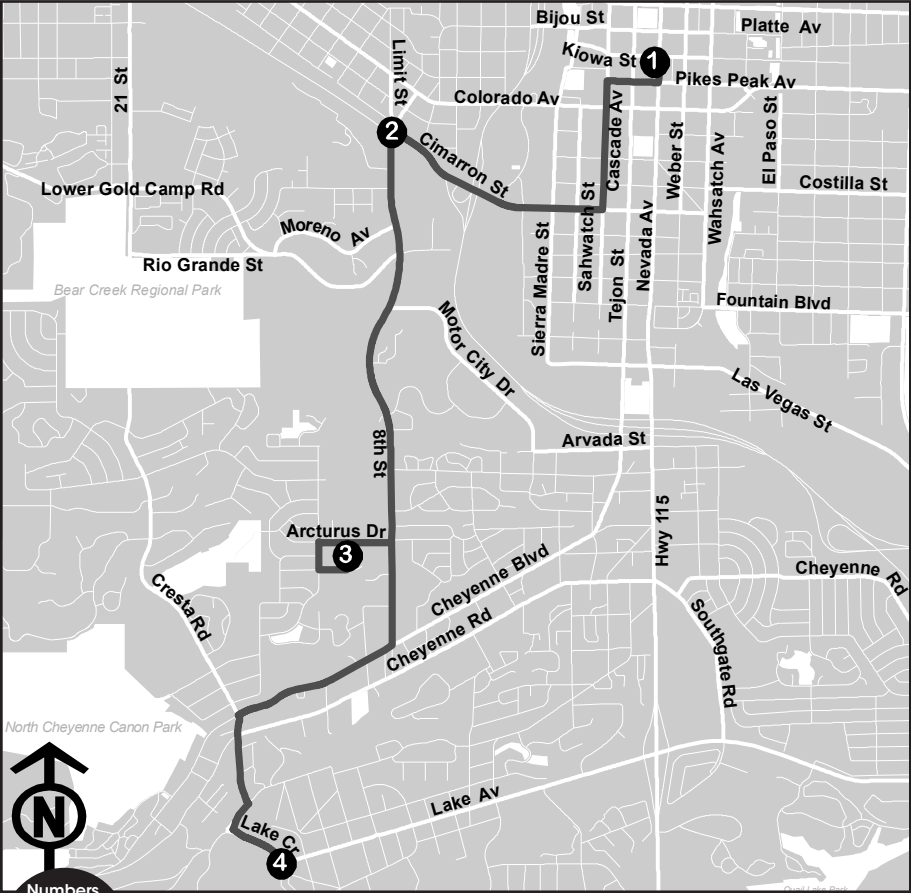 Bijou St
Platte Av
Limit St
Kiowa St
1
Pikes Peak Av
21 St
Colorado Av
Cascade Av
El Paso St
2
Cimarron St
Weber St
Wahsatch Av
Lower Gold Camp Rd
Costilla St
Moreno Av
Sahwatch St
Nevada Av
Sierra Madre St
Tejon St
Rio Grande St
Bear Creek Regional Park
Fountain Blvd
Motor City Dr
Las Vegas St
8th St
Arvada St
Hwy 115
Arcturus Dr
3
Cheyenne Blvd
Cheyenne Rd
Cresta Rd
Cheyenne Rd
Southgate Rd
North Cheyenne Canon Park
N
Lake Av
Lake Cr
4
Numbers
Quail Lake Park